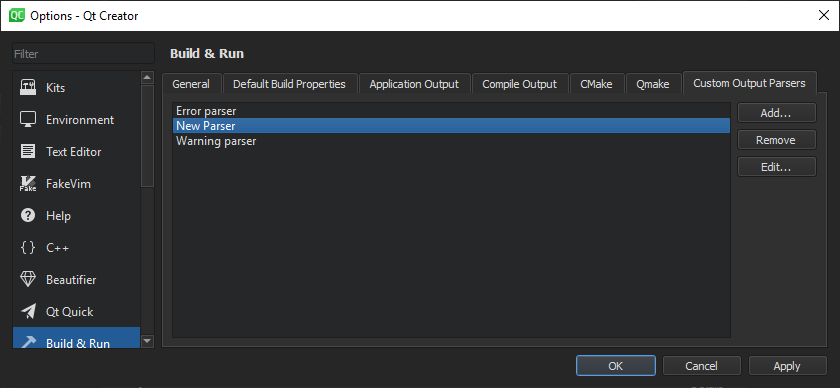 QC Options - Qt Creator
Filter
Build & Run
Kits
Environment
Text Editor
Fake FakeVim
Help
C++
Beautifier
Qt Quick
Build & Run
General Default Build Properties Application Output Compile Output CMake Qmake Custom Output Parsers
Error parser
New Parser
Warning parser
Add...
Remove
Edit...
OK Cancel Apply